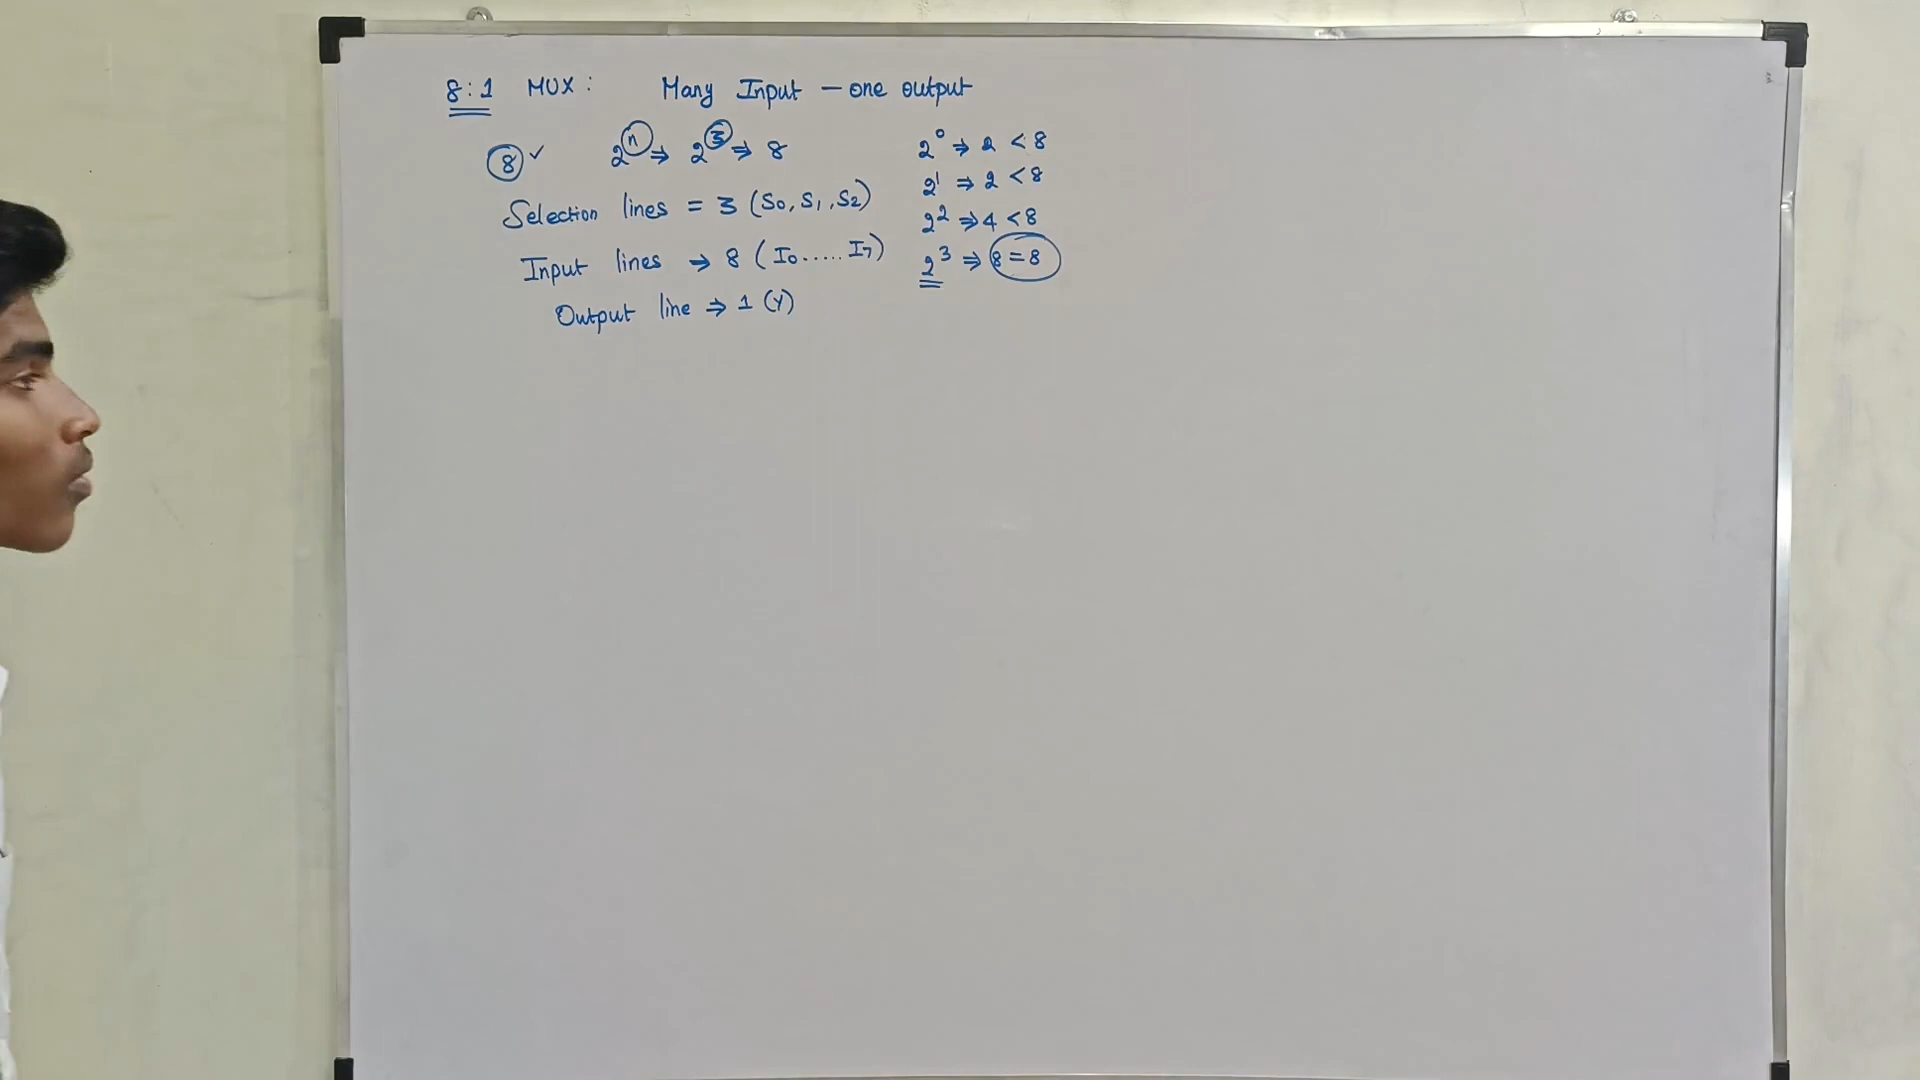 8:1 MUX : Many Input – one output
8 ✓ 2ⁿ ⇒ 2³ ⇒ 8
2⁰ ⇒ 2 < 8
2¹ ⇒ 2 < 8
Selection lines = 3 (S0, S1, S2)
2² ⇒ 4 < 8
Input lines → 8 ( I0 ..... I7)
2³ ⇒ 8 = 8
Output line ⇒ 1 (Y)